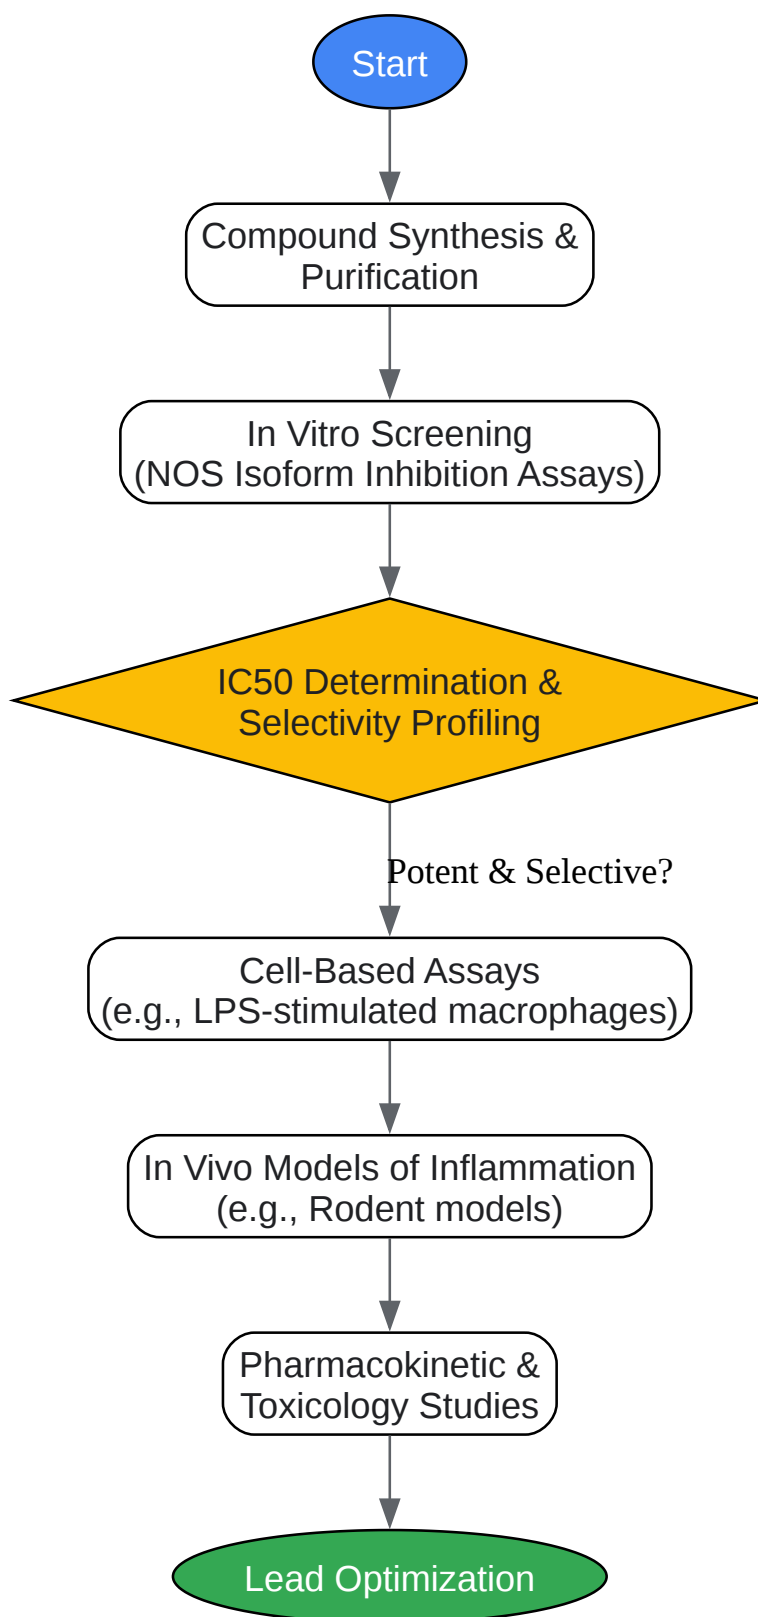 Start
Compound Synthesis &
Purification
In Vitro Screening
(NOS Isoform Inhibition Assays)
IC50 Determination &
Selectivity Profiling
Potent & Selective?
Cell-Based Assays
(e.g., LPS-stimulated macrophages)
In Vivo Models of Inflammation
(e.g., Rodent models)
Pharmacokinetic &
Toxicology Studies
Lead Optimization